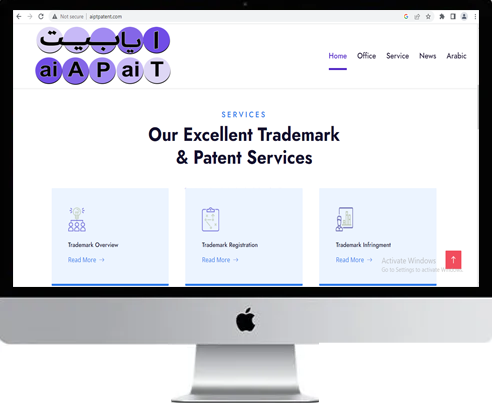 Not secure | aijtpatent.com
ايابيت
aiAPaiT
Home Office Service News Arabic
SERVICES
Our Excellent Trademark
& Patent Services
Trademark Overview
Read More →
Trademark Registration
Read More →
Trademark Infringment
Read More →
Activate Windows
Go to Settings to activate Windows.